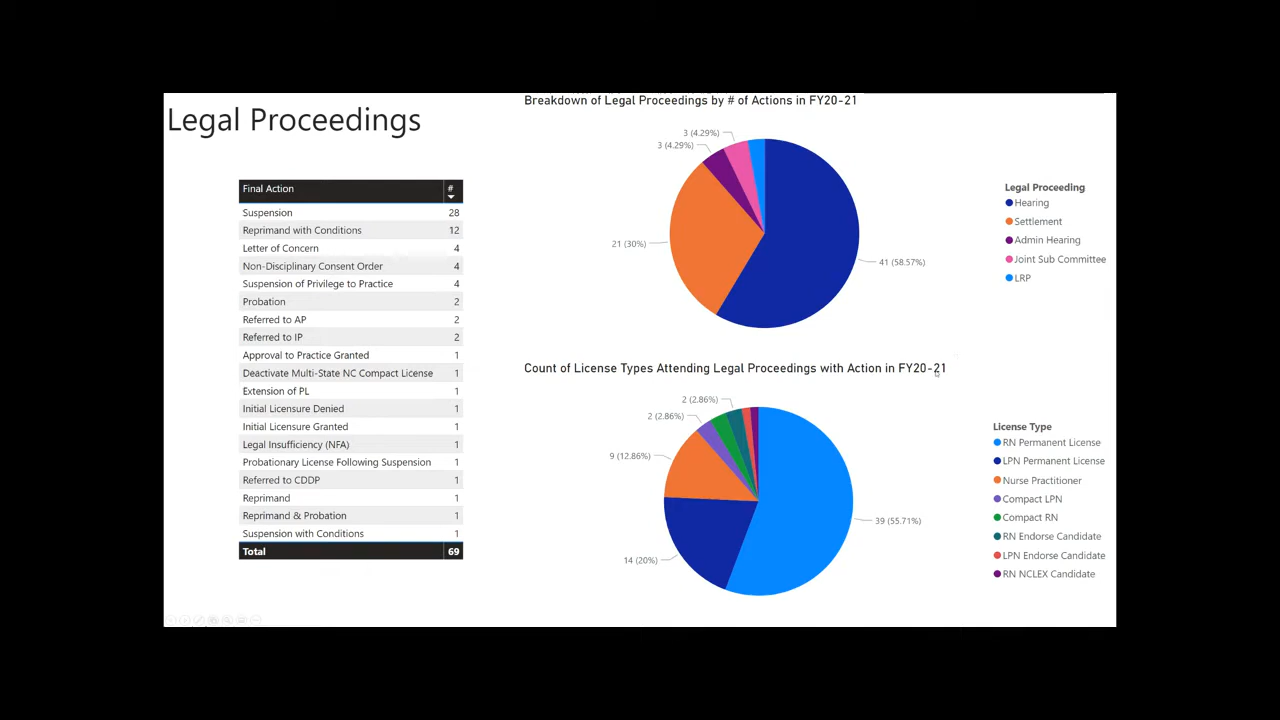 Legal Proceedings
Final Action #
Suspension 28
Reprimand with Conditions 12
Letter of Concern 4
Non-Disciplinary Consent Order 4
Suspension of Privilege to Practice 4
Probation 2
Referred to AP 2
Referred to IP 2
Approval to Practice Granted 1
Deactivate Multi-State NC Compact License 1
Extension of PL 1
Initial Licensure Denied 1
Initial Licensure Granted 1
Legal Insufficiency (NFA) 1
Probationary License Following Suspension 1
Referred to CDDP 1
Reprimand 1
Reprimand & Probation 1
Suspension with Conditions 1
Total 69
Breakdown of Legal Proceedings by # of Actions in FY20-21
3 (4.29%)
3 (4.29%)
21 (30%)
41 (58.57%)
Legal Proceeding
Hearing
Settlement
Admin Hearing
Joint Sub Committee
LRP
Count of License Types Attending Legal Proceedings with Action in FY20-21
2 (2.86%)
2 (2.86%)
9 (12.86%)
39 (55.71%)
14 (20%)
License Type
RN Permanent License
LPN Permanent License
Nurse Practitioner
Compact LPN
Compact RN
RN Endorse Candidate
LPN Endorse Candidate
RN NCLEX Candidate